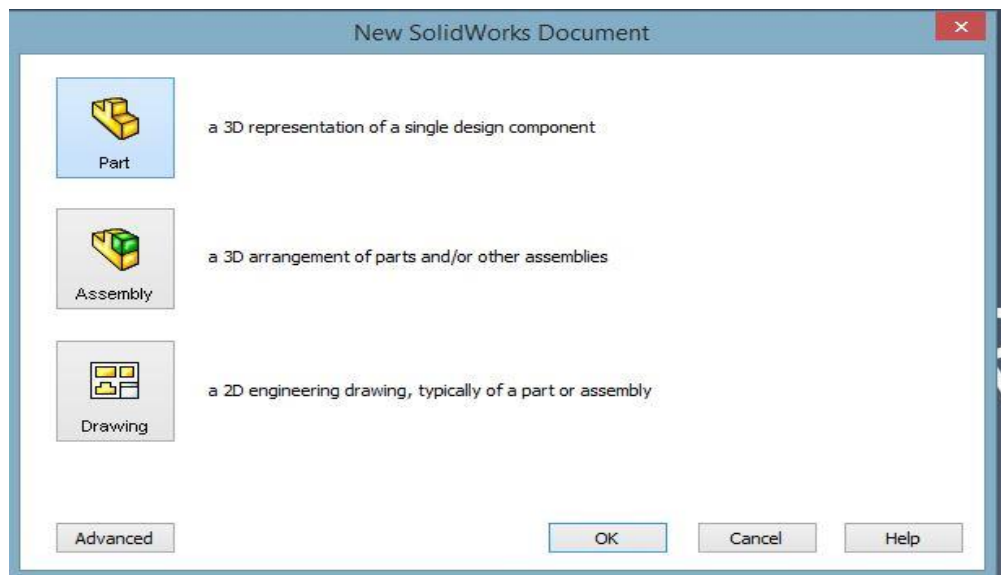 New SolidWorks Document
Part
a 3D representation of a single design component
Assembly
a 3D arrangement of parts and/or other assemblies
Drawing
a 2D engineering drawing, typically of a part or assembly
Advanced
OK
Cancel
Help